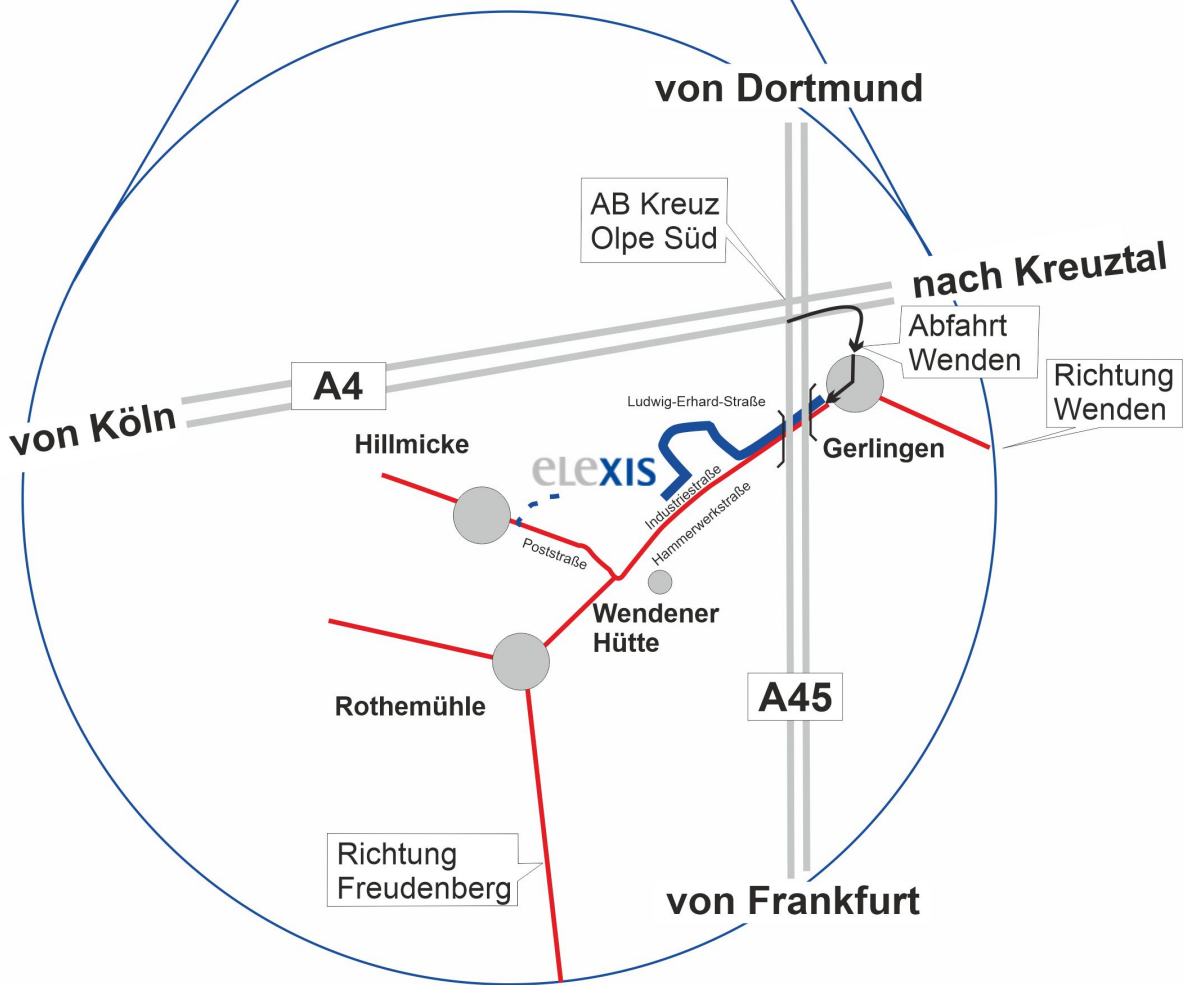 von Dortmund
AB Kreuz
Olpe Süd
nach Kreuztal
Abfahrt
Wenden
Richtung
Wenden
A4
von Köln
Ludwig-Erhard-Straße
Hillmicke
Gerlingen
eLeXIS
Industriestraße
Hammerwerkstraße
Poststraße
Wendener
Hütte
Rothemühle
A45
Richtung
Freudenberg
von Frankfurt